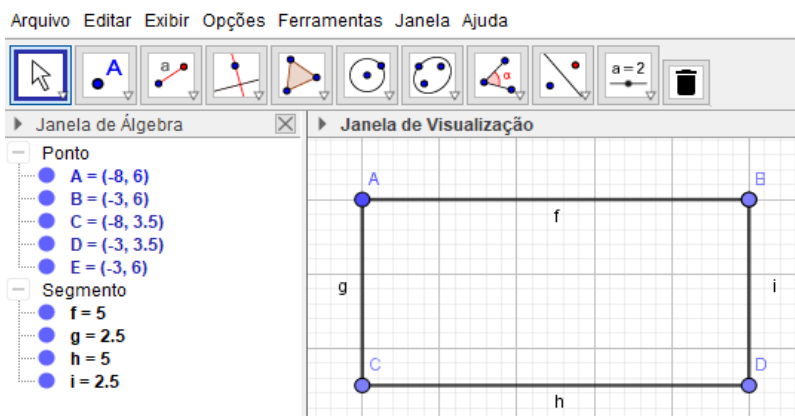 Arquivo Editar Exibir Opções Ferramentas Janela Ajuda
A a α a = 2
Janela de Álgebra
Janela de Visualização
Ponto
A = (-8, 6)
B = (-3, 6)
C = (-8, 3.5)
D = (-3, 3.5)
E = (-3, 6)
Segmento
f = 5
g = 2.5
h = 5
i = 2.5
A B
f
g i
C D
h